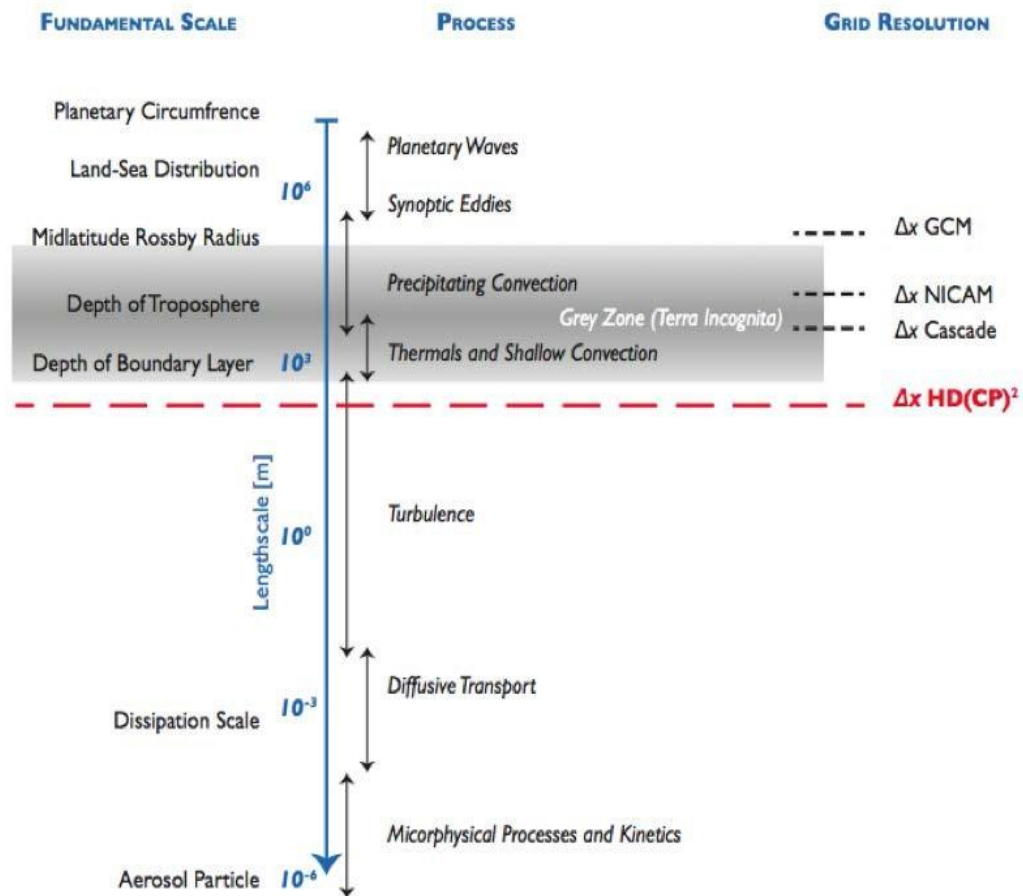 FUNDAMENTAL SCALE
PROCESS
GRID RESOLUTION
Planetary Circumfrence
Planetary Waves
Land-Sea Distribution
10⁶
Synoptic Eddies
Midlatitude Rossby Radius
Δx GCM
Precipitating Convection
Δx NICAM
Depth of Troposphere
Grey Zone (Terra Incognita)
Δx Cascade
Depth of Boundary Layer
10³
Thermals and Shallow Convection
Δx HD(CP)²
Lengthscale [m]
Turbulence
10⁰
Diffusive Transport
Dissipation Scale
10⁻³
Micorphysical Processes and Kinetics
Aerosol Particle
10⁻⁶